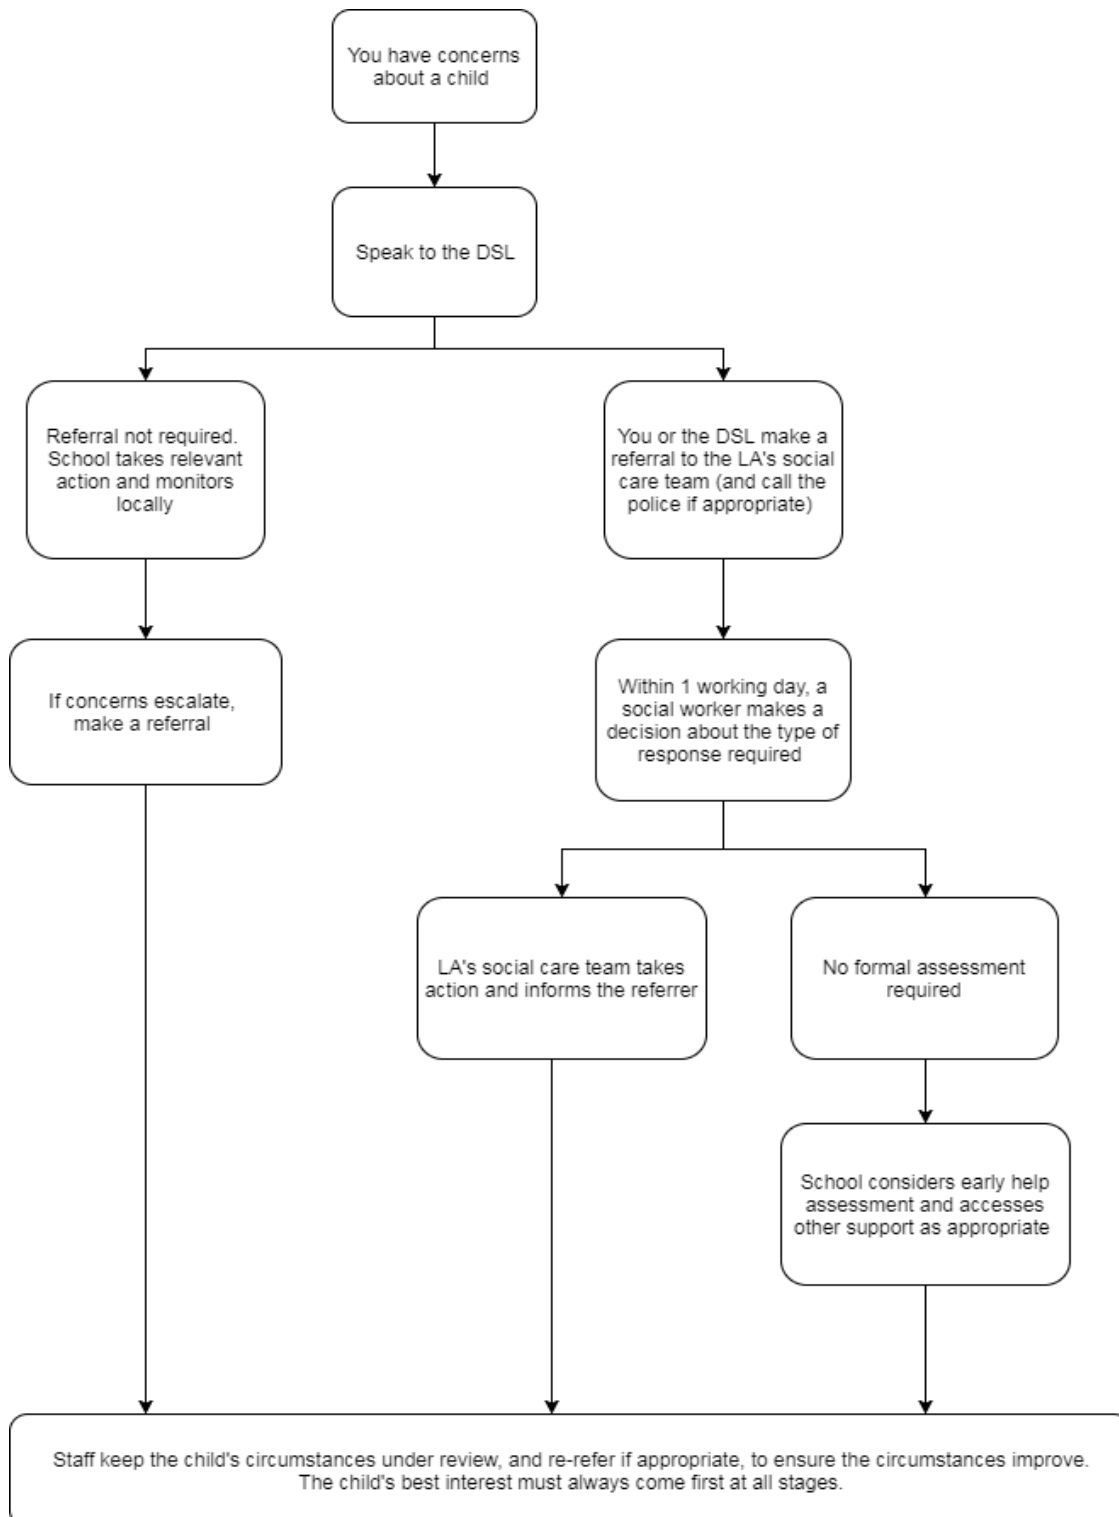 You have concerns
about a child
Speak to the DSL
Referral not required.
School takes relevant
action and monitors
locally
You or the DSL make a
referral to the LA's social
care team (and call the
police if appropriate)
If concerns escalate,
make a referral
Within 1 working day, a
social worker makes a
decision about the type of
response required
LA's social care team takes
action and informs the referrer
No formal assessment
required
School considers early help
assessment and accesses
other support as appropriate
Staff keep the child's circumstances under review, and re-refer if appropriate, to ensure the circumstances improve.
The child's best interest must always come first at all stages.